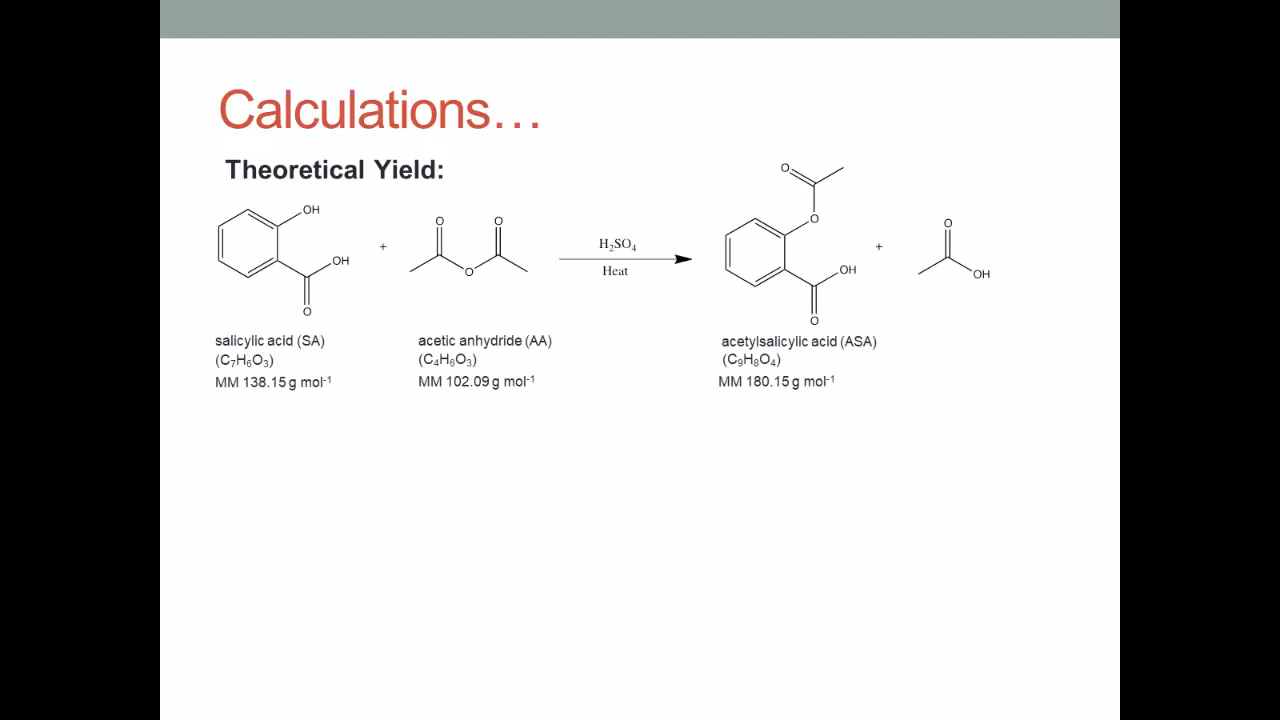 Calculations…
Theoretical Yield:
OH
OH
O
+
O
O
O
H₂SO₄
Heat
O
O
OH
O
+
O
OH
salicylic acid (SA)
(C₇H₆O₃)
MM 138.15 g mol⁻¹
acetic anhydride (AA)
(C₄H₆O₃)
MM 102.09 g mol⁻¹
acetylsalicylic acid (ASA)
(C₉H₈O₄)
MM 180.15 g mol⁻¹